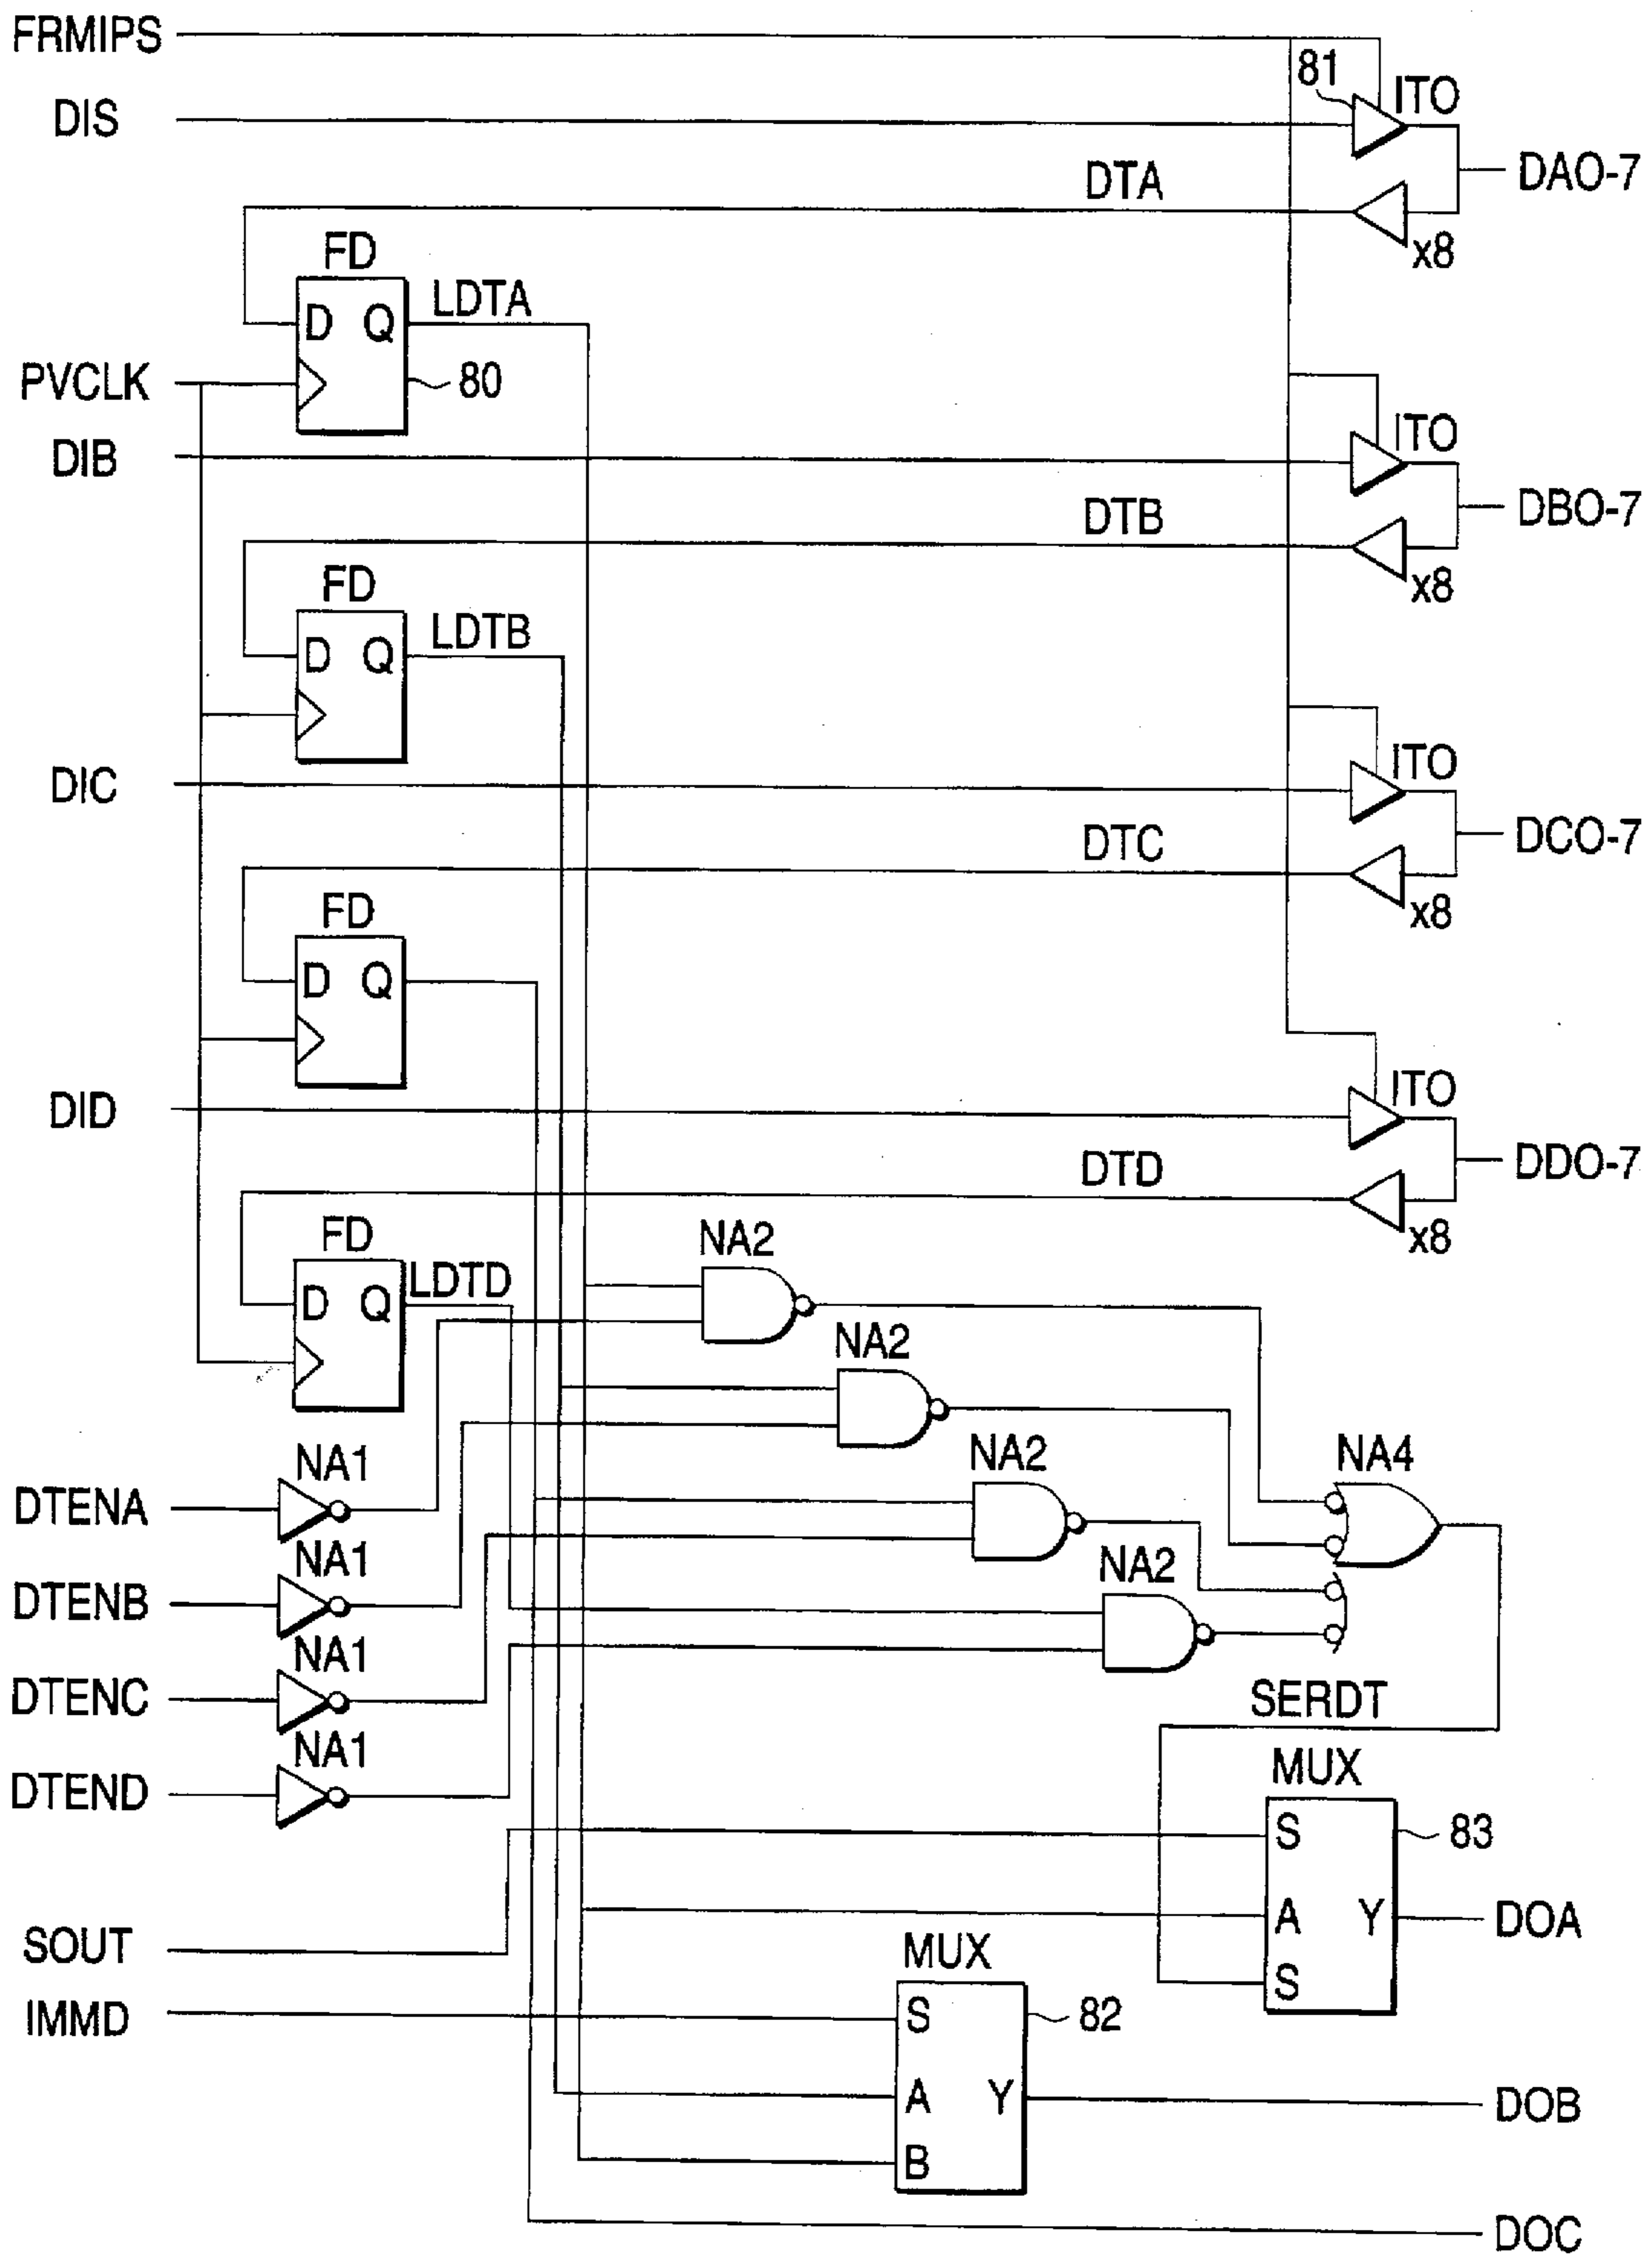 FRMIPS
81
ITO
DIS
DAO-7
DTA
x8
FD
LDTA
D Q
PVCLK
80
ITO
DIB
DBO-7
DTB
x8
FD
LDTB
D Q
ITO
DIC
DCO-7
DTC
x8
FD
D Q
ITO
DID
DDO-7
DTD
x8
FD
LDTD
NA2
D Q
NA2
NA1
NA2
NA4
DTENA
NA1
NA2
DTENB
NA1
DTENC
SERDT
NA1
MUX
DTEND
S
83
A Y
DOA
SOUT
MUX
S
IMMD
S
82
A Y
DOB
B
DOC